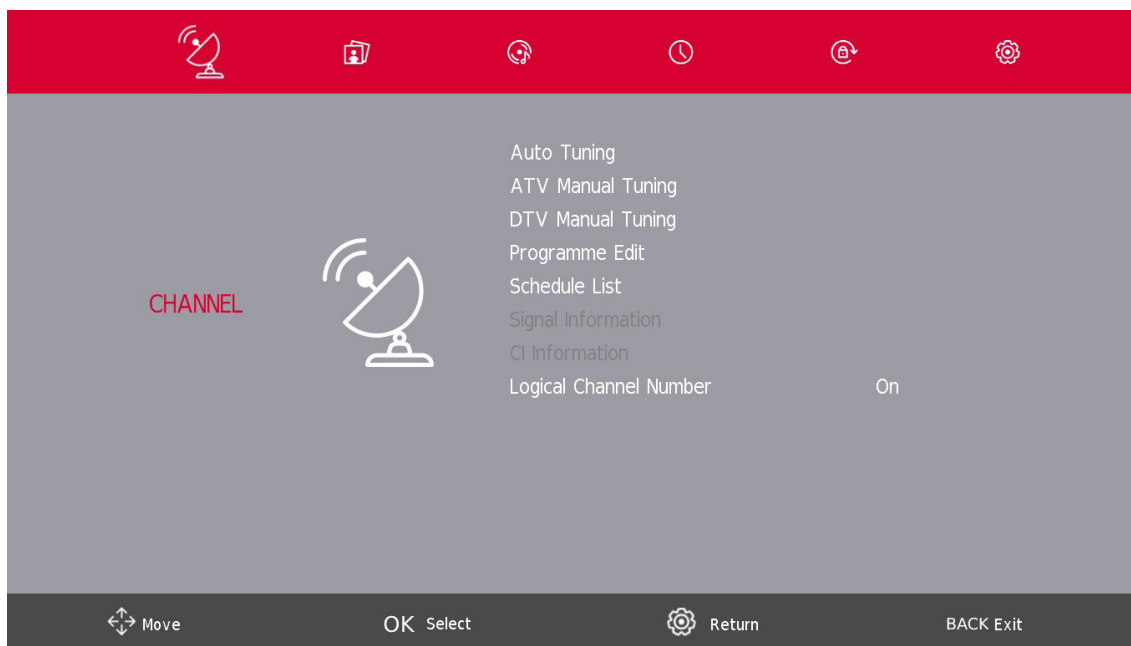 Auto Tuning
ATV Manual Tuning
DTV Manual Tuning
Programme Edit
Schedule List
CHANNEL
Signal Information
CI Information
Logical Channel Number On
Move OK Select Return BACK Exit